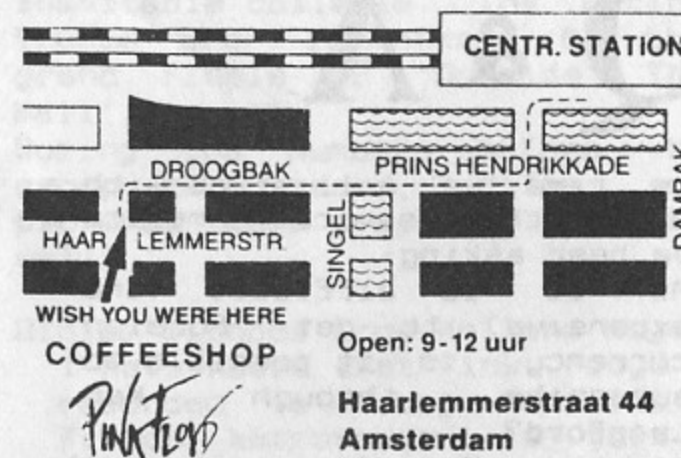 CENTR. STATION
DROOGBAK
PRINS HENDRIKKADE
DAMRAK
HAAR LEMMERSTR.
SINGEL
WISH YOU WERE HERE
COFFEESHOP
PINK FLOYD
Open: 9-12 uur
Haarlemmerstraat 44
Amsterdam